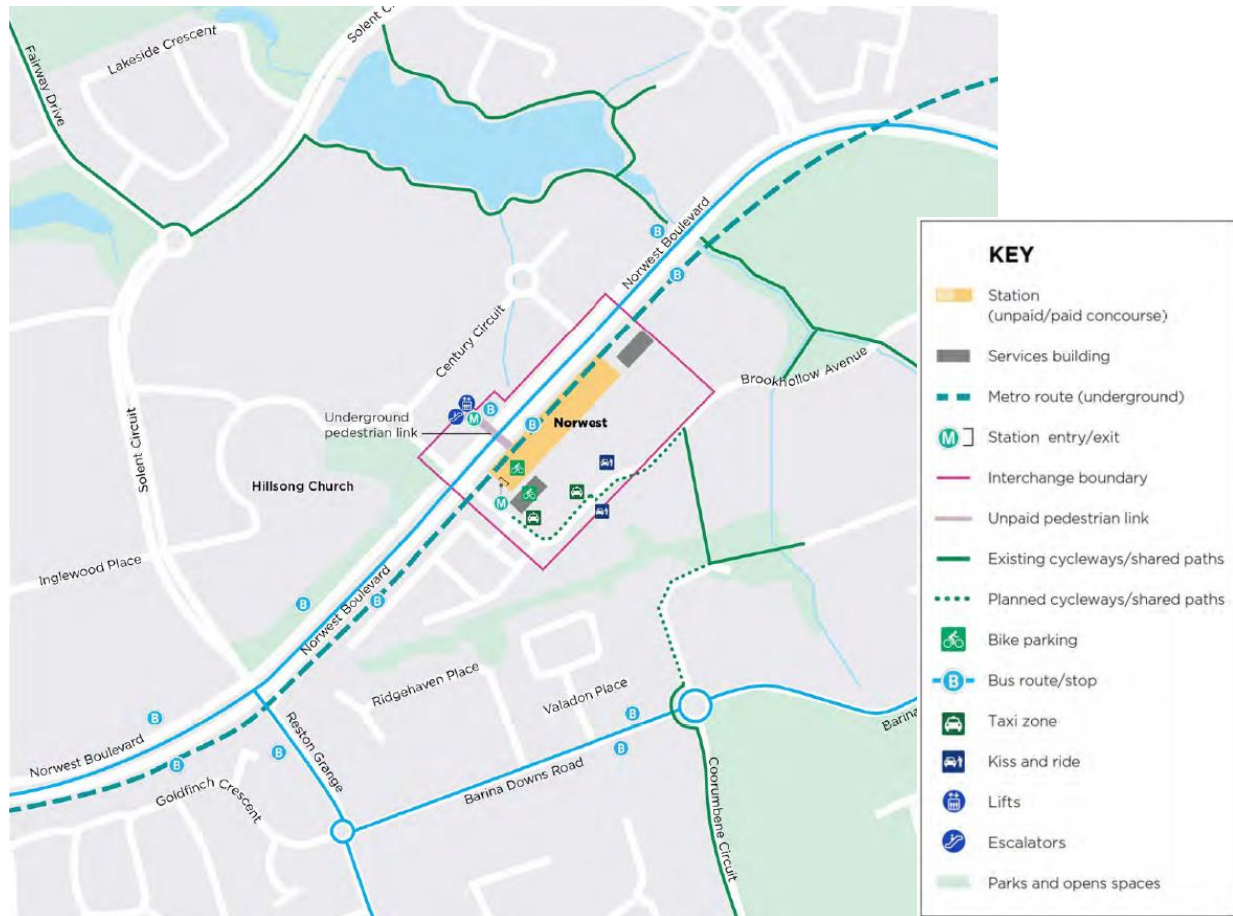 Solent C
Lakeside Crescent
Fairway Drive
Norwest Boulevard
B
B
Century Circuit
Brookhollow Avenue
M
B
Underground
pedestrian link
B
Norwest
Hillsong Church
M
Solent Circuit
Inglewood Place
B
B
Norwest Boulevard
Ridgehaven Place
Valadon Place
B
B
B
B
B
Barina
Norwest Boulevard
Reston Grange
Goldfinch Crescent
Barina Downs Road
Coorumbene Circuit
KEY
Station
(unpaid/paid concourse)
Services building
Metro route (underground)
M Station entry/exit
Interchange boundary
Unpaid pedestrian link
Existing cycleways/shared paths
Planned cycleways/shared paths
Bike parking
B Bus route/stop
Taxi zone
Kiss and ride
Lifts
Escalators
Parks and opens spaces